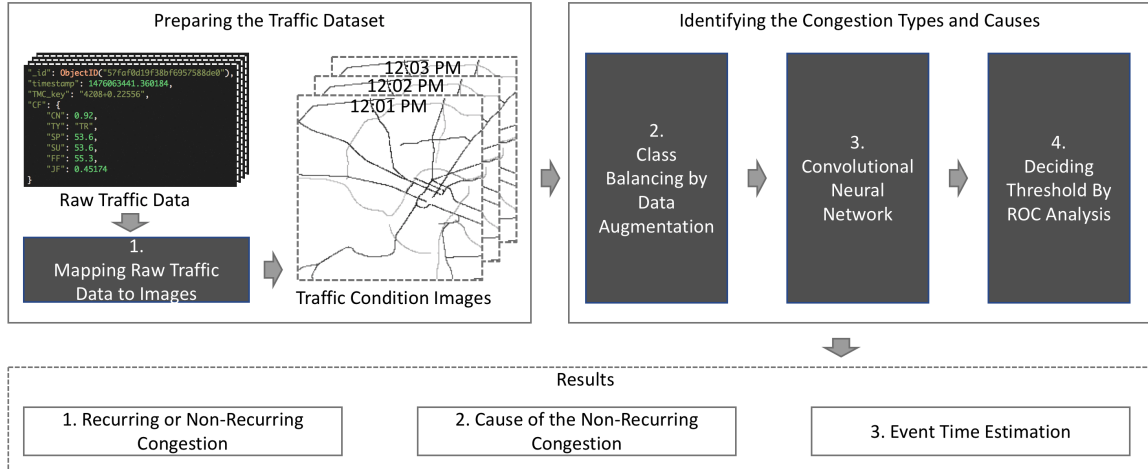 Preparing the Traffic Dataset
"_id": ObjectID("57faf0d19f38bf6957588de0"),
"timestamp": 1476063441.360184,
"TMC_key": "4208+0.22556",
"CF": {
"CN": 0.92,
"TY": "TR",
"SP": 53.6,
"SU": 53.6,
"FF": 55.3,
"JF": 0.45174
}
Raw Traffic Data
1.
Mapping Raw Traffic
Data to Images
12:03 PM
12:02 PM
12:01 PM
Traffic Condition Images
Identifying the Congestion Types and Causes
2.
Class
Balancing by
Data
Augmentation
3.
Convolutional
Neural
Network
4.
Deciding
Threshold By
ROC Analysis
Results
1. Recurring or Non-Recurring
Congestion
2. Cause of the Non-Recurring
Congestion
3. Event Time Estimation